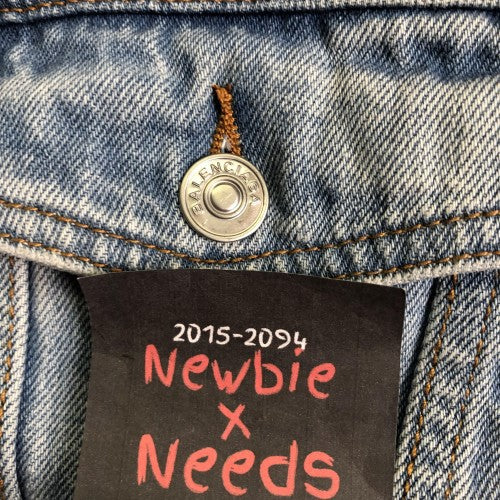 BALENCIAGA
2015-2094
Newbie
x
Needs